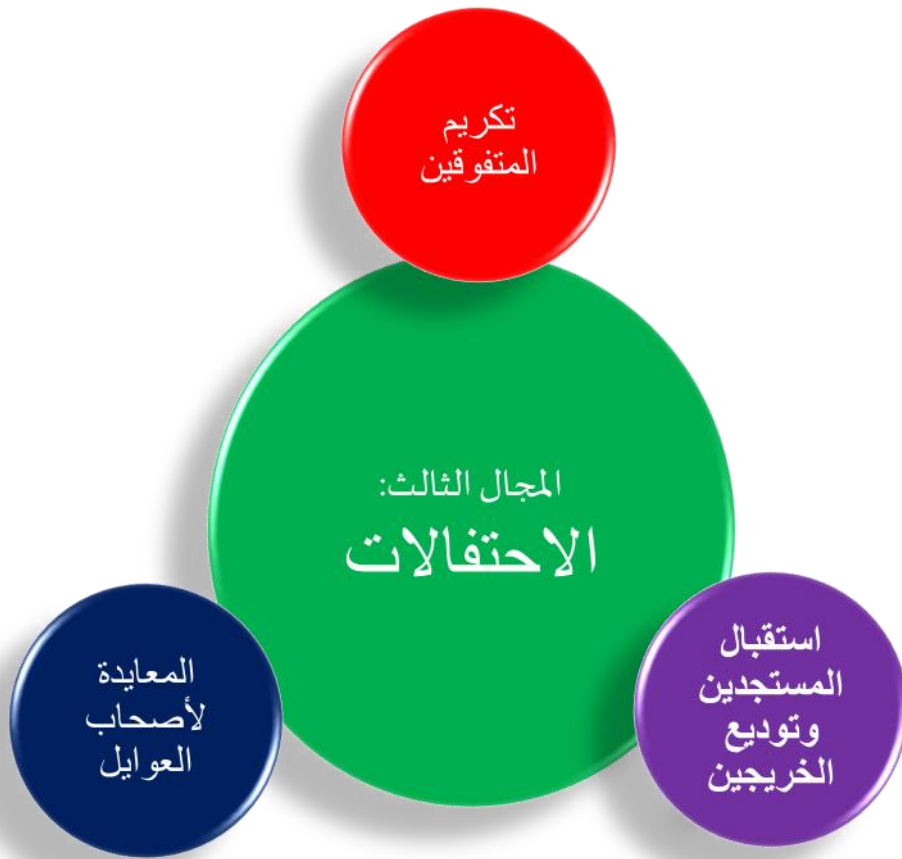 تكريم
المتفوقين
المجال الثالث:
الاحتفالات
استقبال
المستجدين
وتوديع
الخريجين
المعايدة
لأصحاب
العوايل